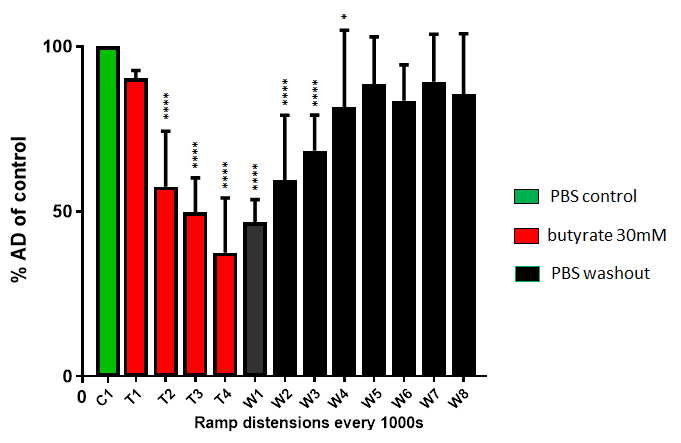 % AD of control
100
50
0
0
****
****
****
****
****
****
*
C1 T1 T2 T3 T4 W1 W2 W3 W4 W5 W6 W7 W8
Ramp distensions every 1000s
PBS control
butyrate 30mM
PBS washout